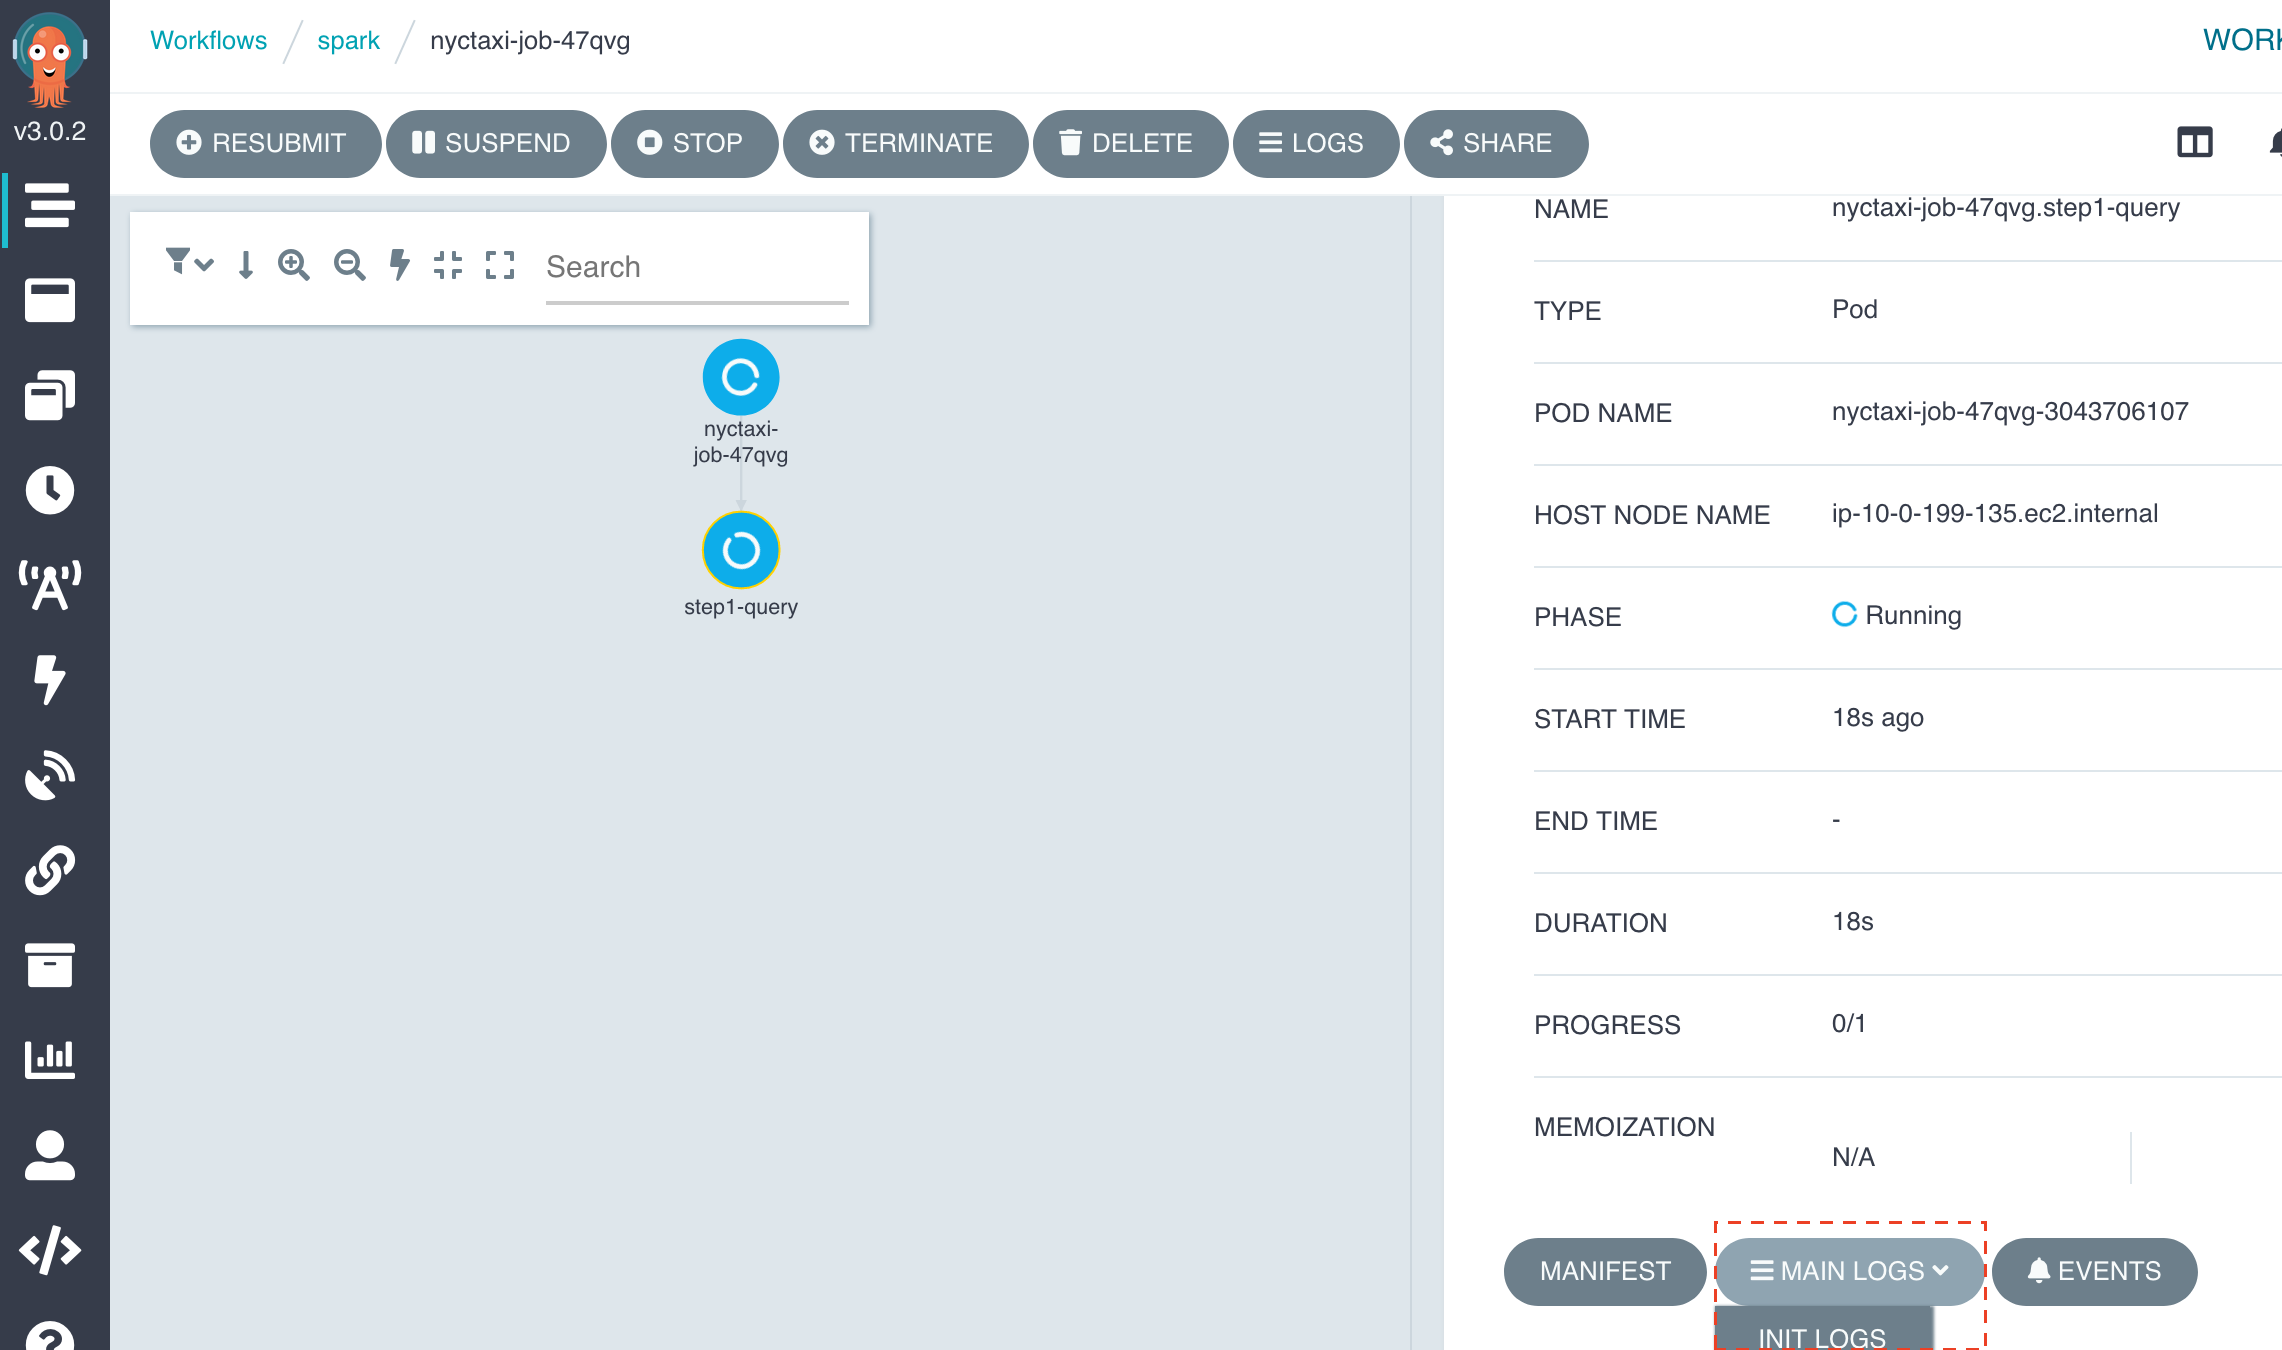 Workflows / spark / nyctaxi-job-47qvg
WORK
v3.0.2
RESUBMIT SUSPEND STOP TERMINATE DELETE LOGS SHARE
Search
nyctaxi-
job-47qvg
step1-query
NAME nyctaxi-job-47qvg.step1-query
TYPE Pod
POD NAME nyctaxi-job-47qvg-3043706107
HOST NODE NAME ip-10-0-199-135.ec2.internal
PHASE Running
START TIME 18s ago
END TIME -
DURATION 18s
PROGRESS 0/1
MEMOIZATION N/A
MANIFEST MAIN LOGS EVENTS
INIT LOGS